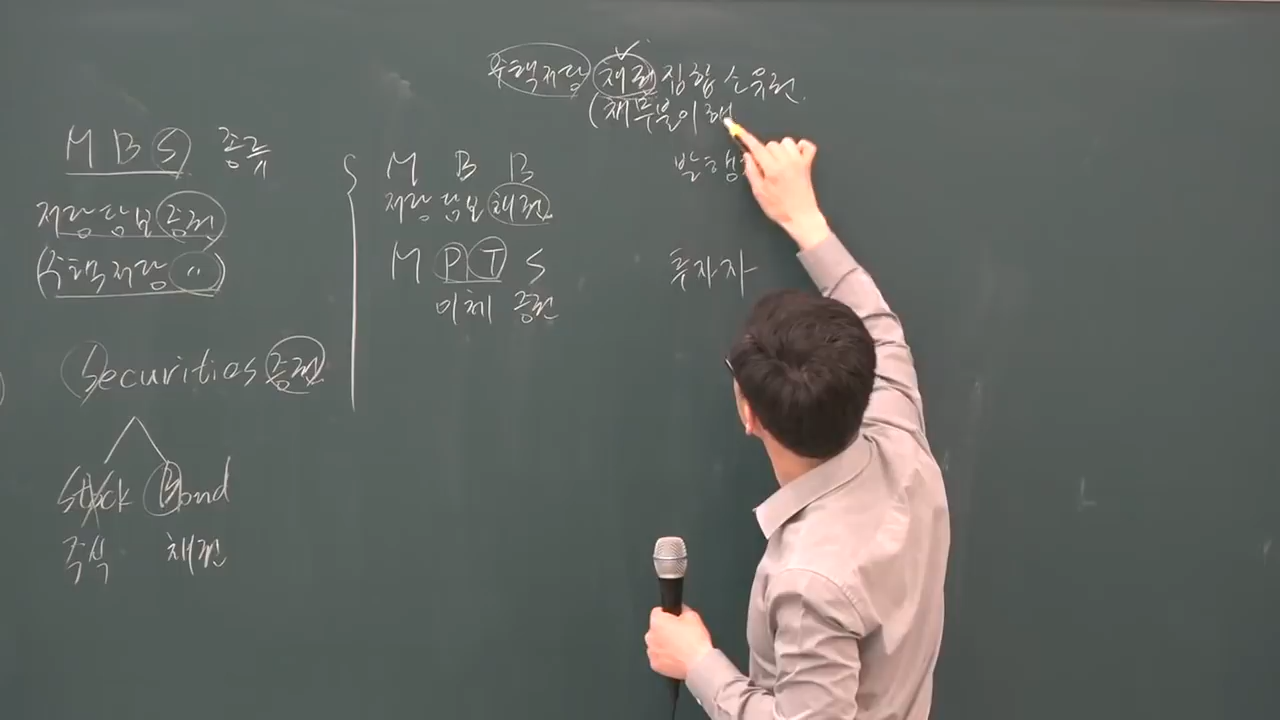 MBS 종류
저당담보증권
(주택저당 〃)
Securities 증권
Stock Bond
주식 채권
MBB
저당담보채권
MPTS
이체증권
주택저당 채권 집합 소유권
(채무불이행
발행
투자자